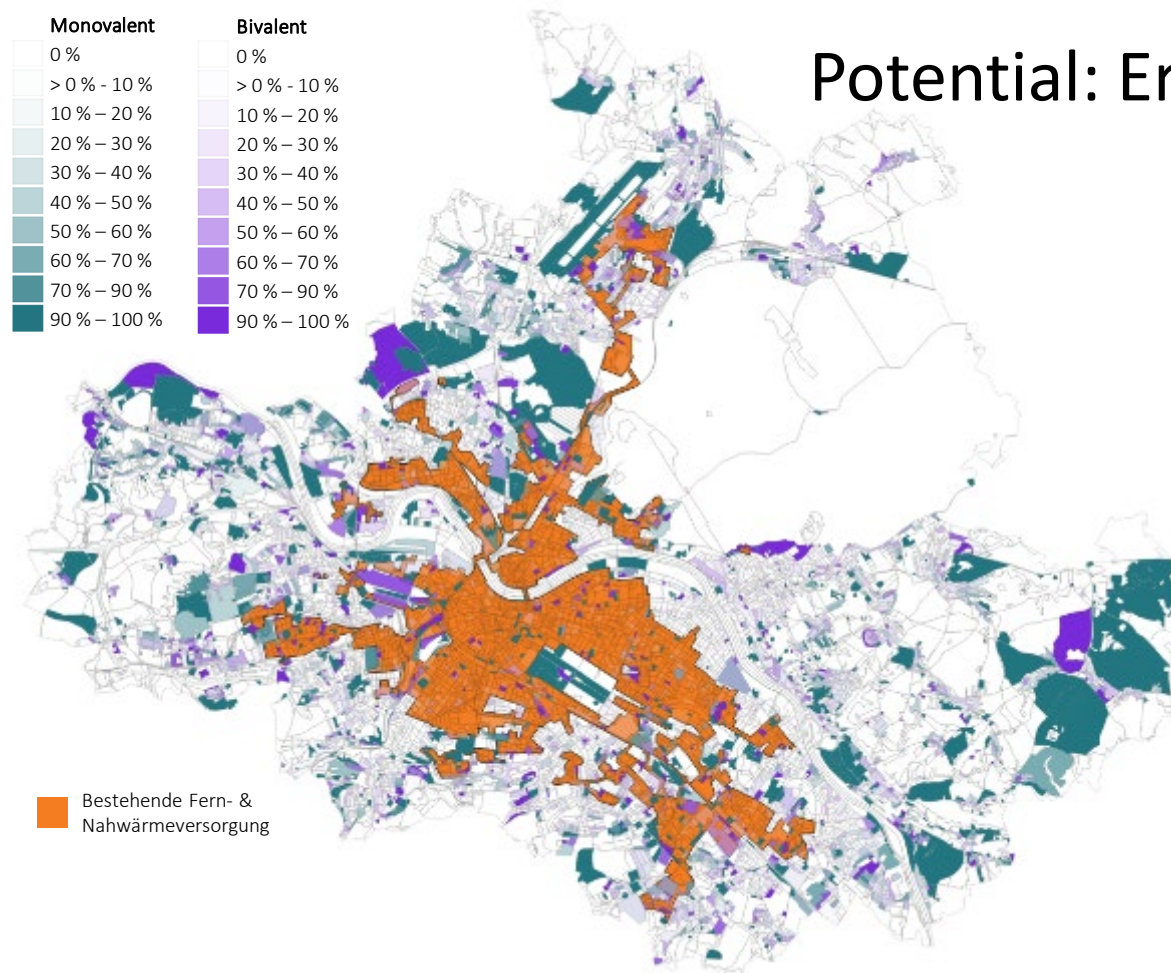 Potential: Er
Monovalent
0 %
> 0 % - 10 %
10 % – 20 %
20 % – 30 %
30 % – 40 %
40 % – 50 %
50 % – 60 %
60 % – 70 %
70 % – 90 %
90 % – 100 %
Bivalent
0 %
> 0 % - 10 %
10 % – 20 %
20 % – 30 %
30 % – 40 %
40 % – 50 %
50 % – 60 %
60 % – 70 %
70 % – 90 %
90 % – 100 %
Bestehende Fern- &
Nahwärmeversorgung